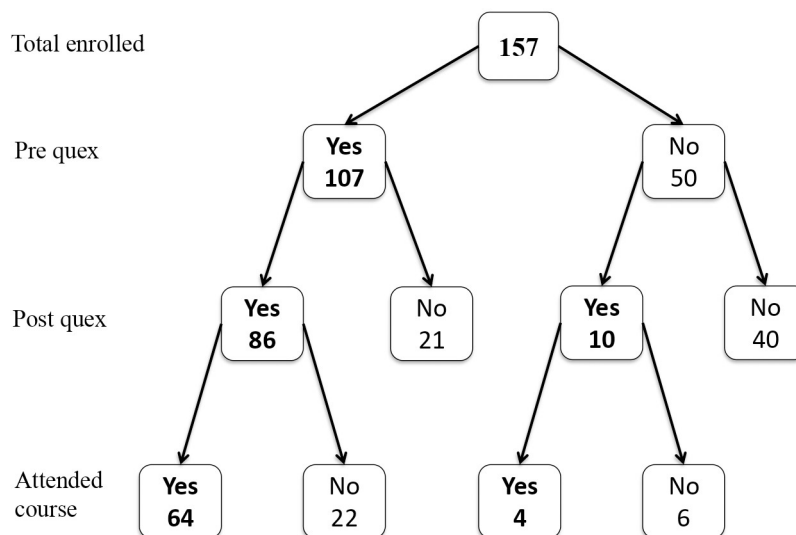 Total enrolled
157
Pre quex
Yes
107
No
50
Post quex
Yes
86
No
21
Yes
10
No
40
Attended
course
Yes
64
No
22
Yes
4
No
6